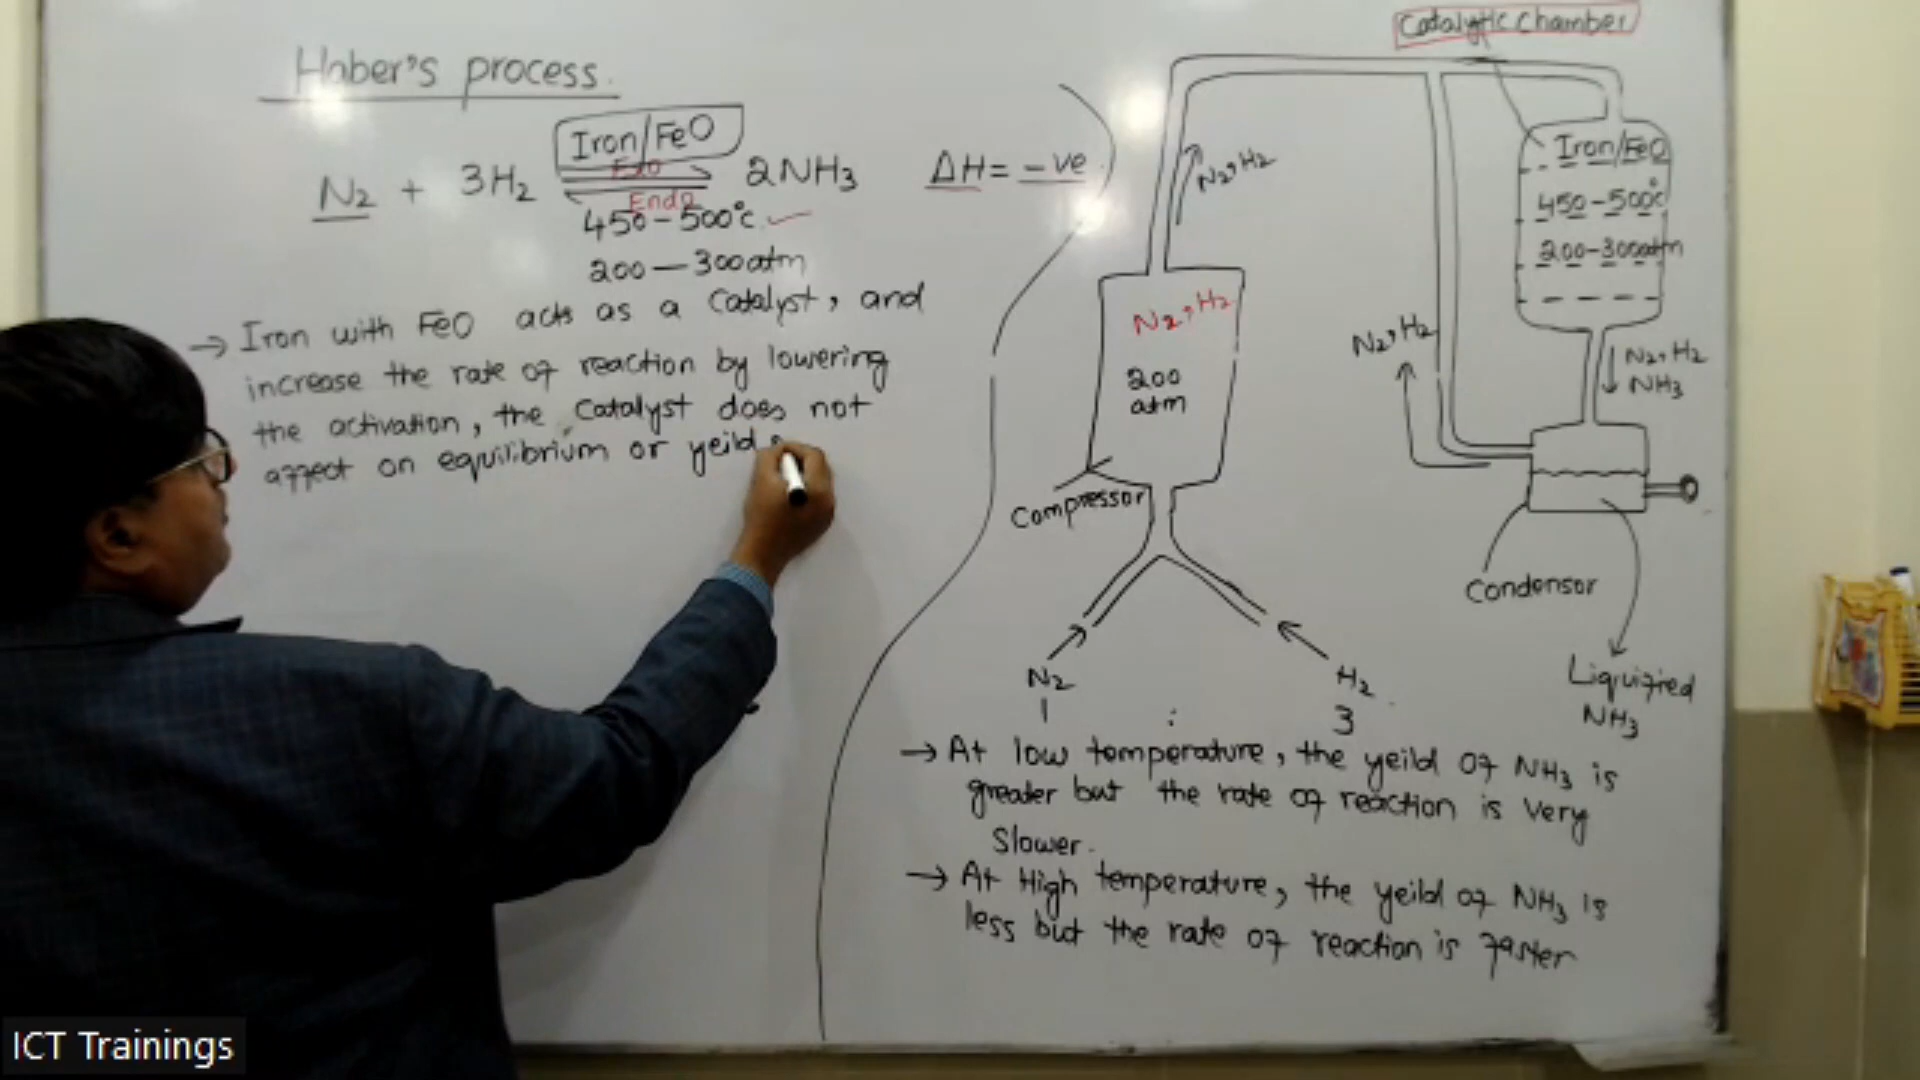 Haber's process.
Iron/FeO
N2 + 3H2 Exo 2NH3 ΔH= -ve
Endo
450-500°C
200-300atm
→ Iron with FeO acts as a Catalyst, and
increase the rate of reaction by lowering
the activation, the Catalyst does not
affect on equilibrium or yeild
Catalytic Chamber
Iron/FeO
450-500°C
200-300atm
N2,H2
N2,H2
200
atm
N2,H2
N2,H2
NH3
Compressor
Condensor
N2
1
H2
3
Liquified
NH3
→ At low temperature, the yeild of NH3 is
greater but the rate of reaction is very
Slower.
→ At High temperature, the yeild of NH3 is
less but the rate of reaction is faster
ICT Trainings